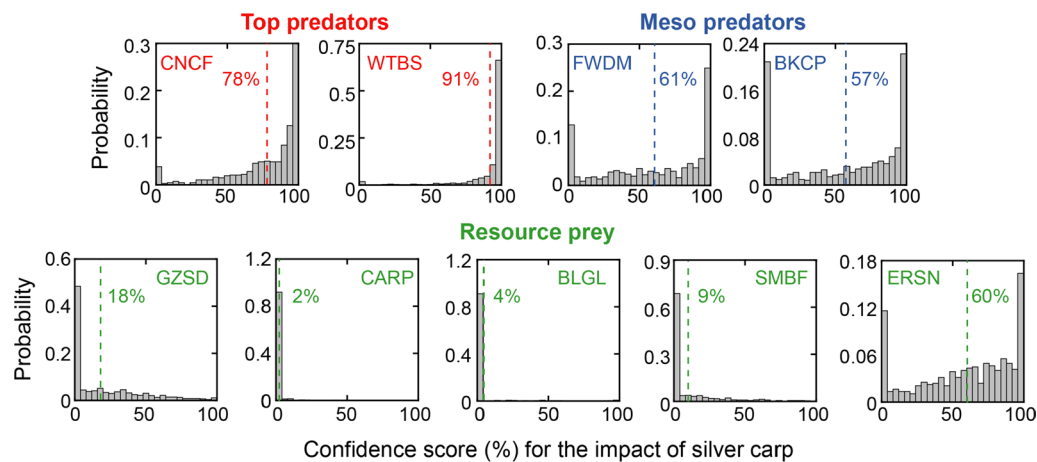 Top predators Meso predators
Probability
0.3 0.2 0.1 0
CNCF
78%
0 50 100
0.75 0.5 0.25 0
WTBS
91%
0 50 100
0.3 0.2 0.1 0
FWDM
61%
0 50 100
0.24 0.16 0.08 0
BKCP
57%
0 50 100
Resource prey
Probability
0.6 0.4 0.2 0
GZSD
18%
0 50 100
1.2 0.8 0.4 0
CARP
2%
0 50 100
1.2 0.8 0.4 0
BLGL
4%
0 50 100
0.9 0.6 0.3 0
SMBF
9%
0 50 100
0.18 0.12 0.06 0
ERSN
60%
0 50 100
Confidence score (%) for the impact of silver carp